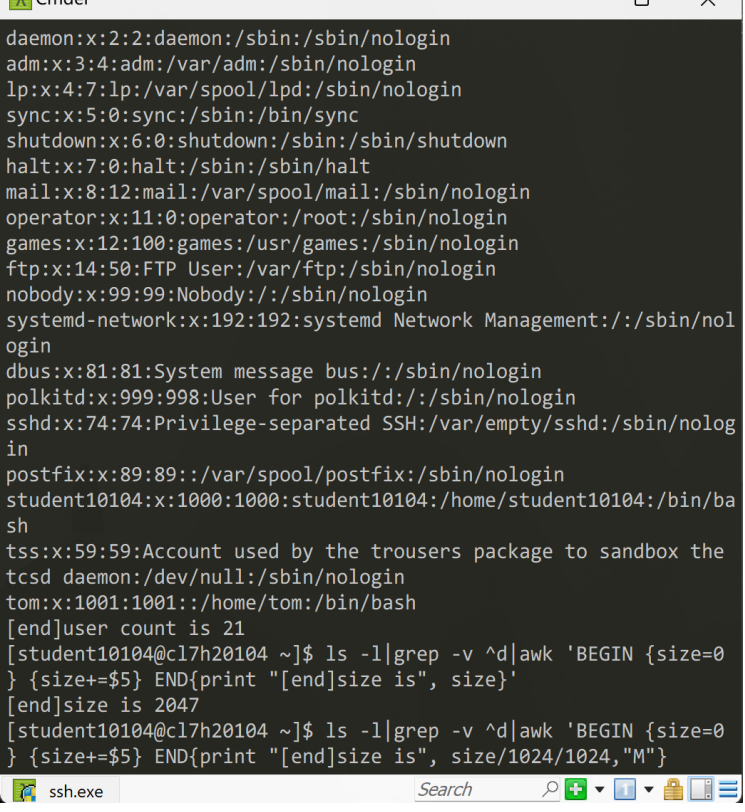 Cmder
daemon:x:2:2:daemon:/sbin:/sbin/nologin
adm:x:3:4:adm:/var/adm:/sbin/nologin
lp:x:4:7:lp:/var/spool/lpd:/sbin/nologin
sync:x:5:0:sync:/sbin:/bin/sync
shutdown:x:6:0:shutdown:/sbin:/sbin/shutdown
halt:x:7:0:halt:/sbin:/sbin/halt
mail:x:8:12:mail:/var/spool/mail:/sbin/nologin
operator:x:11:0:operator:/root:/sbin/nologin
games:x:12:100:games:/usr/games:/sbin/nologin
ftp:x:14:50:FTP User:/var/ftp:/sbin/nologin
nobody:x:99:99:Nobody:/:/sbin/nologin
systemd-network:x:192:192:systemd Network Management:/:/sbin/nol
ogin
dbus:x:81:81:System message bus:/:/sbin/nologin
polkitd:x:999:998:User for polkitd:/:/sbin/nologin
sshd:x:74:74:Privilege-separated SSH:/var/empty/sshd:/sbin/nolog
in
postfix:x:89:89::/var/spool/postfix:/sbin/nologin
student10104:x:1000:1000:student10104:/home/student10104:/bin/ba
sh
tss:x:59:59:Account used by the trousers package to sandbox the
tcsd daemon:/dev/null:/sbin/nologin
tom:x:1001:1001::/home/tom:/bin/bash
[end]user count is 21
[student10104@cl7h20104 ~]$ ls -l|grep -v ^d|awk 'BEGIN {size=0
} {size+=$5} END{print "[end]size is", size}'
[end]size is 2047
[student10104@cl7h20104 ~]$ ls -l|grep -v ^d|awk 'BEGIN {size=0
} {size+=$5} END{print "[end]size is", size/1024/1024,"M"}
ssh.exe Search 1